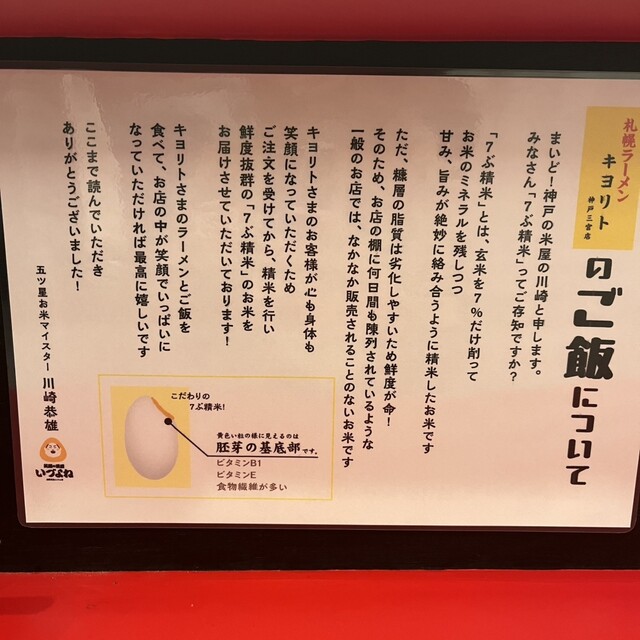 札幌ラーメン
キヨリト
神戸三宮店
のご飯について
まいど！神戸の米屋の川崎と申します。
みなさん「7ぶ精米」ってご存知ですか？
「7ぶ精米」とは、玄米を7％だけ削って
お米のミネラルを残しつつ
甘み、旨みが絶妙に絡み合うように精米したお米です
ただ、糠層の脂質は劣化しやすいため鮮度が命！
そのため、お店の棚に何日間も陳列されているような
一般のお店では、なかなか販売されることのないお米です
キヨリトさまのお客様が心も身体も
笑顔になっていただくため
ご注文を受けてから、精米を行い
鮮度抜群の「7ぶ精米」のお米を
お届けさせていただいております！
キヨリトさまのラーメンとご飯を
食べて、お店の中が笑顔でいっぱいに
なっていただければ最高に嬉しいです
ここまで読んでいただき
ありがとうございました！
五ツ星お米マイスター 川崎恭雄
いづよね
こだわりの
7ぶ精米！
黄色い粒の様に見えるのは
胚芽の基底部です。
ビタミンB1
ビタミンE
食物繊維が多い